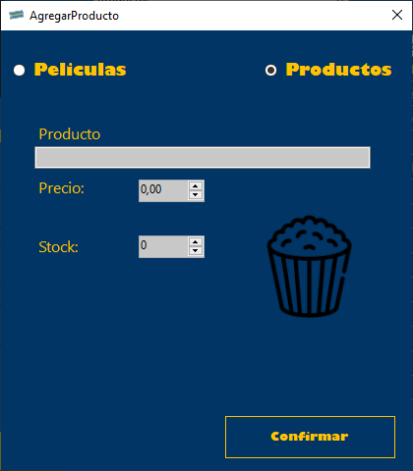 AgregarProducto
Peliculas
Productos
Producto
Precio:
0,00
Stock:
0
Confirmar